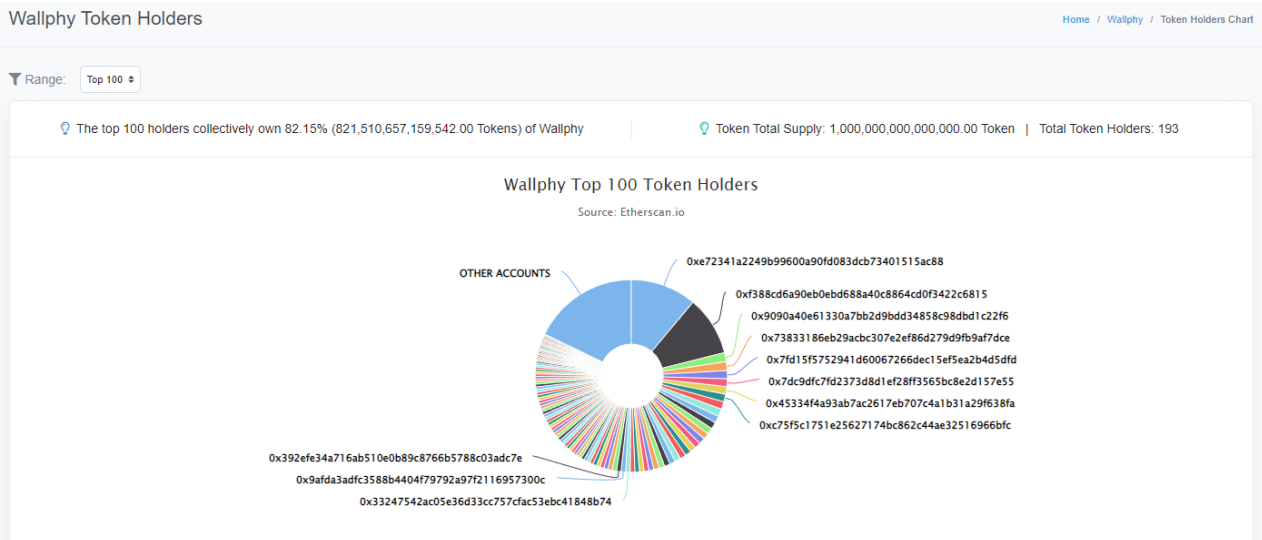 Wallphy Token Holders
Home / Wallphy / Token Holders Chart
Range: Top 100
The top 100 holders collectively own 82.15% (821,510,657,159,542.00 Tokens) of Wallphy
Token Total Supply: 1,000,000,000,000,000.00 Token | Total Token Holders: 193
Wallphy Top 100 Token Holders
Source: Etherscan.io
OTHER ACCOUNTS
0xe72341a2249b99600a90fd083dcb73401515ac88
0xf388cd6a90eb0ebd688a40c8864cd0f3422c6815
0x9090a40e61330a7bb2d9bdd34858c98dbd1c22f6
0x73833186eb29acbc307e2ef86d279d9fb9af7dce
0x7fd15f5752941d60067266dec15ef5ea2b4d5dfd
0x7dc9dfc7fd2373d8d1ef28ff3565bc8e2d157e55
0x45334f4a93ab7ac2617eb707c4a1b31a29f638fa
0xc75f5c1751e25627174bc862c44ae32516966bfc
0x392efe34a716ab510e0b89c8766b5788c03adc7e
0x9afda3adfc3588b4404f79792a97f2116957300c
0x33247542ac05e36d33cc757cfac53ebc41848b74